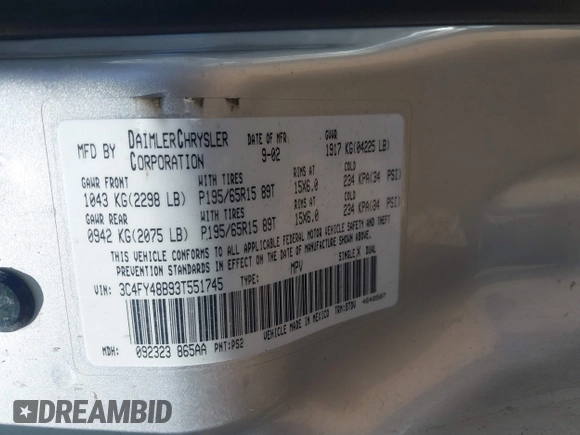 MFD BY DAIMLERCHRYSLER CORPORATION DATE OF MFR 9-02 GVWR 1917 KG(04225 LB)
GAWR FRONT WITH TIRES RIMS AT COLD
1043 KG(2298 LB) P195/65R15 89T 15X6.0 234 KPA(34 PSI)
GAWR REAR WITH TIRES RIMS AT COLD
0942 KG(2075 LB) P195/65R15 89T 15X6.0 234 KPA(34 PSI)
THIS VEHICLE CONFORMS TO ALL APPLICABLE FEDERAL MOTOR VEHICLE SAFETY AND THEFT
PREVENTION STANDARDS IN EFFECT ON THE DATE OF MANUFACTURE SHOWN ABOVE.
VIN: 3C4FY48B93T551745 TYPE: MPV SINGLE X DUAL
MDH: 092323 865AA PNT: PS2 VEHICLE MADE IN MEXICO TRM: STDV
DREAMBID